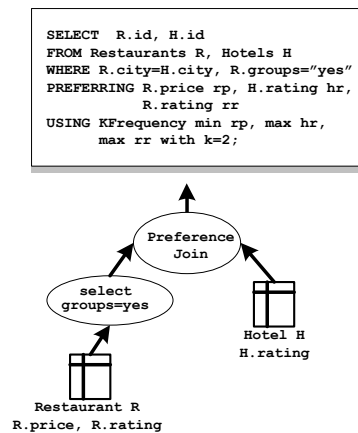 SELECT R.id, H.id
FROM Restaurants R, Hotels H
WHERE R.city=H.city, R.groups=”yes”
PREFERRING R.price rp, H.rating hr,
R.rating rr
USING KFrequency min rp, max hr,
max rr with k=2;
Preference
Join
select
groups=yes
Hotel H
H.rating
Restaurant R
R.price, R.rating